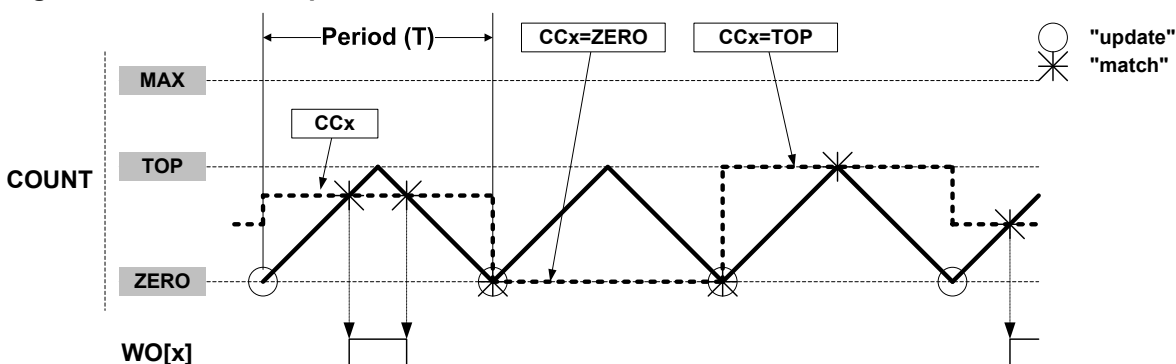 Period (T)
CCx=ZERO
CCx=TOP
"update"
"match"
MAX
CCx
TOP
COUNT
ZERO
WO[x]